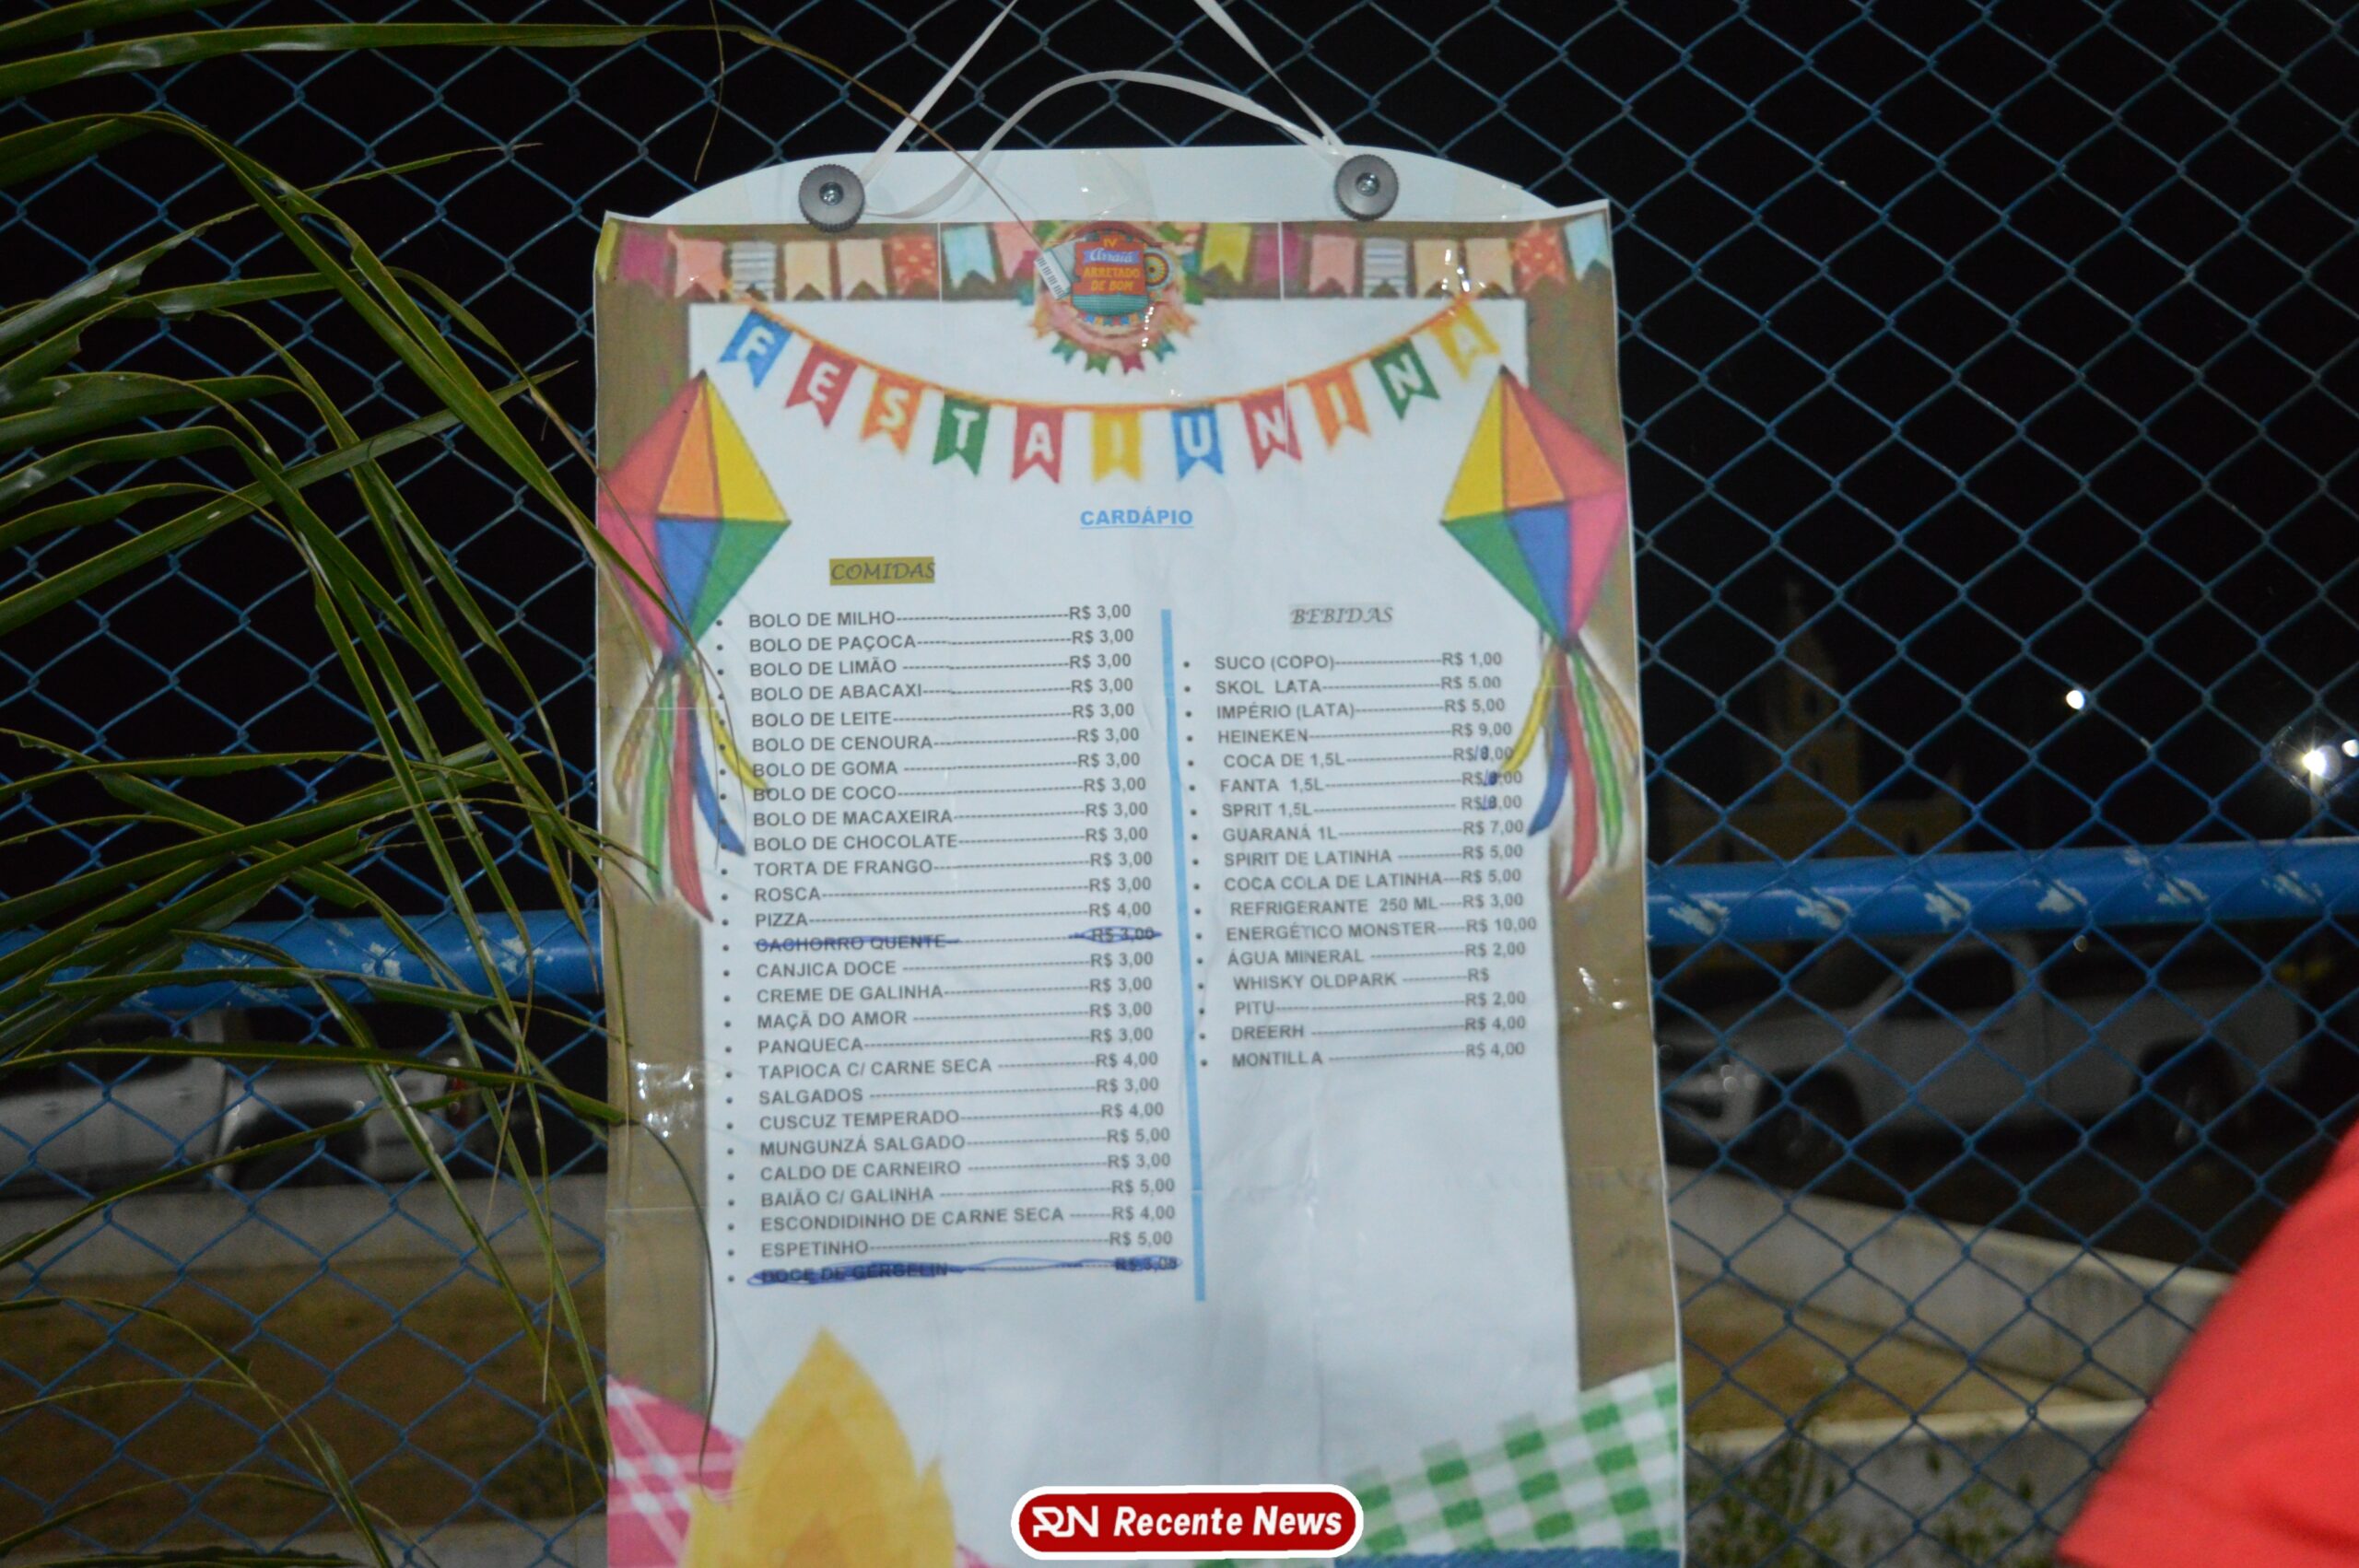 IV
Arraiá
ARRETADO
DE BOM
FESTA JUNINA
CARDÁPIO
COMIDAS
BOLO DE MILHO R$ 3,00
BOLO DE PAÇOCA R$ 3,00
BOLO DE LIMÃO R$ 3,00
BOLO DE ABACAXI R$ 3,00
BOLO DE LEITE R$ 3,00
BOLO DE CENOURA R$ 3,00
BOLO DE GOMA R$ 3,00
BOLO DE COCO R$ 3,00
BOLO DE MACAXEIRA R$ 3,00
BOLO DE CHOCOLATE R$ 3,00
TORTA DE FRANGO R$ 3,00
ROSCA R$ 3,00
PIZZA R$ 4,00
CACHORRO QUENTE R$ 3,00
CANJICA DOCE R$ 3,00
CREME DE GALINHA R$ 3,00
MAÇÃ DO AMOR R$ 3,00
PANQUECA R$ 3,00
TAPIOCA C/ CARNE SECA R$ 4,00
SALGADOS R$ 3,00
CUSCUZ TEMPERADO R$ 4,00
MUNGUNZÁ SALGADO R$ 5,00
CALDO DE CARNEIRO R$ 3,00
BAIÃO C/ GALINHA R$ 5,00
ESCONDIDINHO DE CARNE SECA R$ 4,00
ESPETINHO R$ 5,00
DOCE DE GERGELIN R$ 3,00
BEBIDAS
SUCO (COPO) R$ 1,00
SKOL LATA R$ 5.00
IMPÉRIO (LATA) R$ 5,00
HEINEKEN R$ 9,00
COCA DE 1,5L R$
FANTA 1,5L R$
SPRIT 1,5L R$
GUARANÁ 1L R$ 7,00
SPIRIT DE LATINHA R$ 5,00
COCA COLA DE LATINHA R$ 5,00
REFRIGERANTE 250 ML R$ 3,00
ENERGÉTICO MONSTER R$ 10,00
ÁGUA MINERAL R$ 2,00
WHISKY OLDPARK R$
PITU R$ 2,00
DREERH R$ 4,00
MONTILLA R$ 4,00
RN Recente News